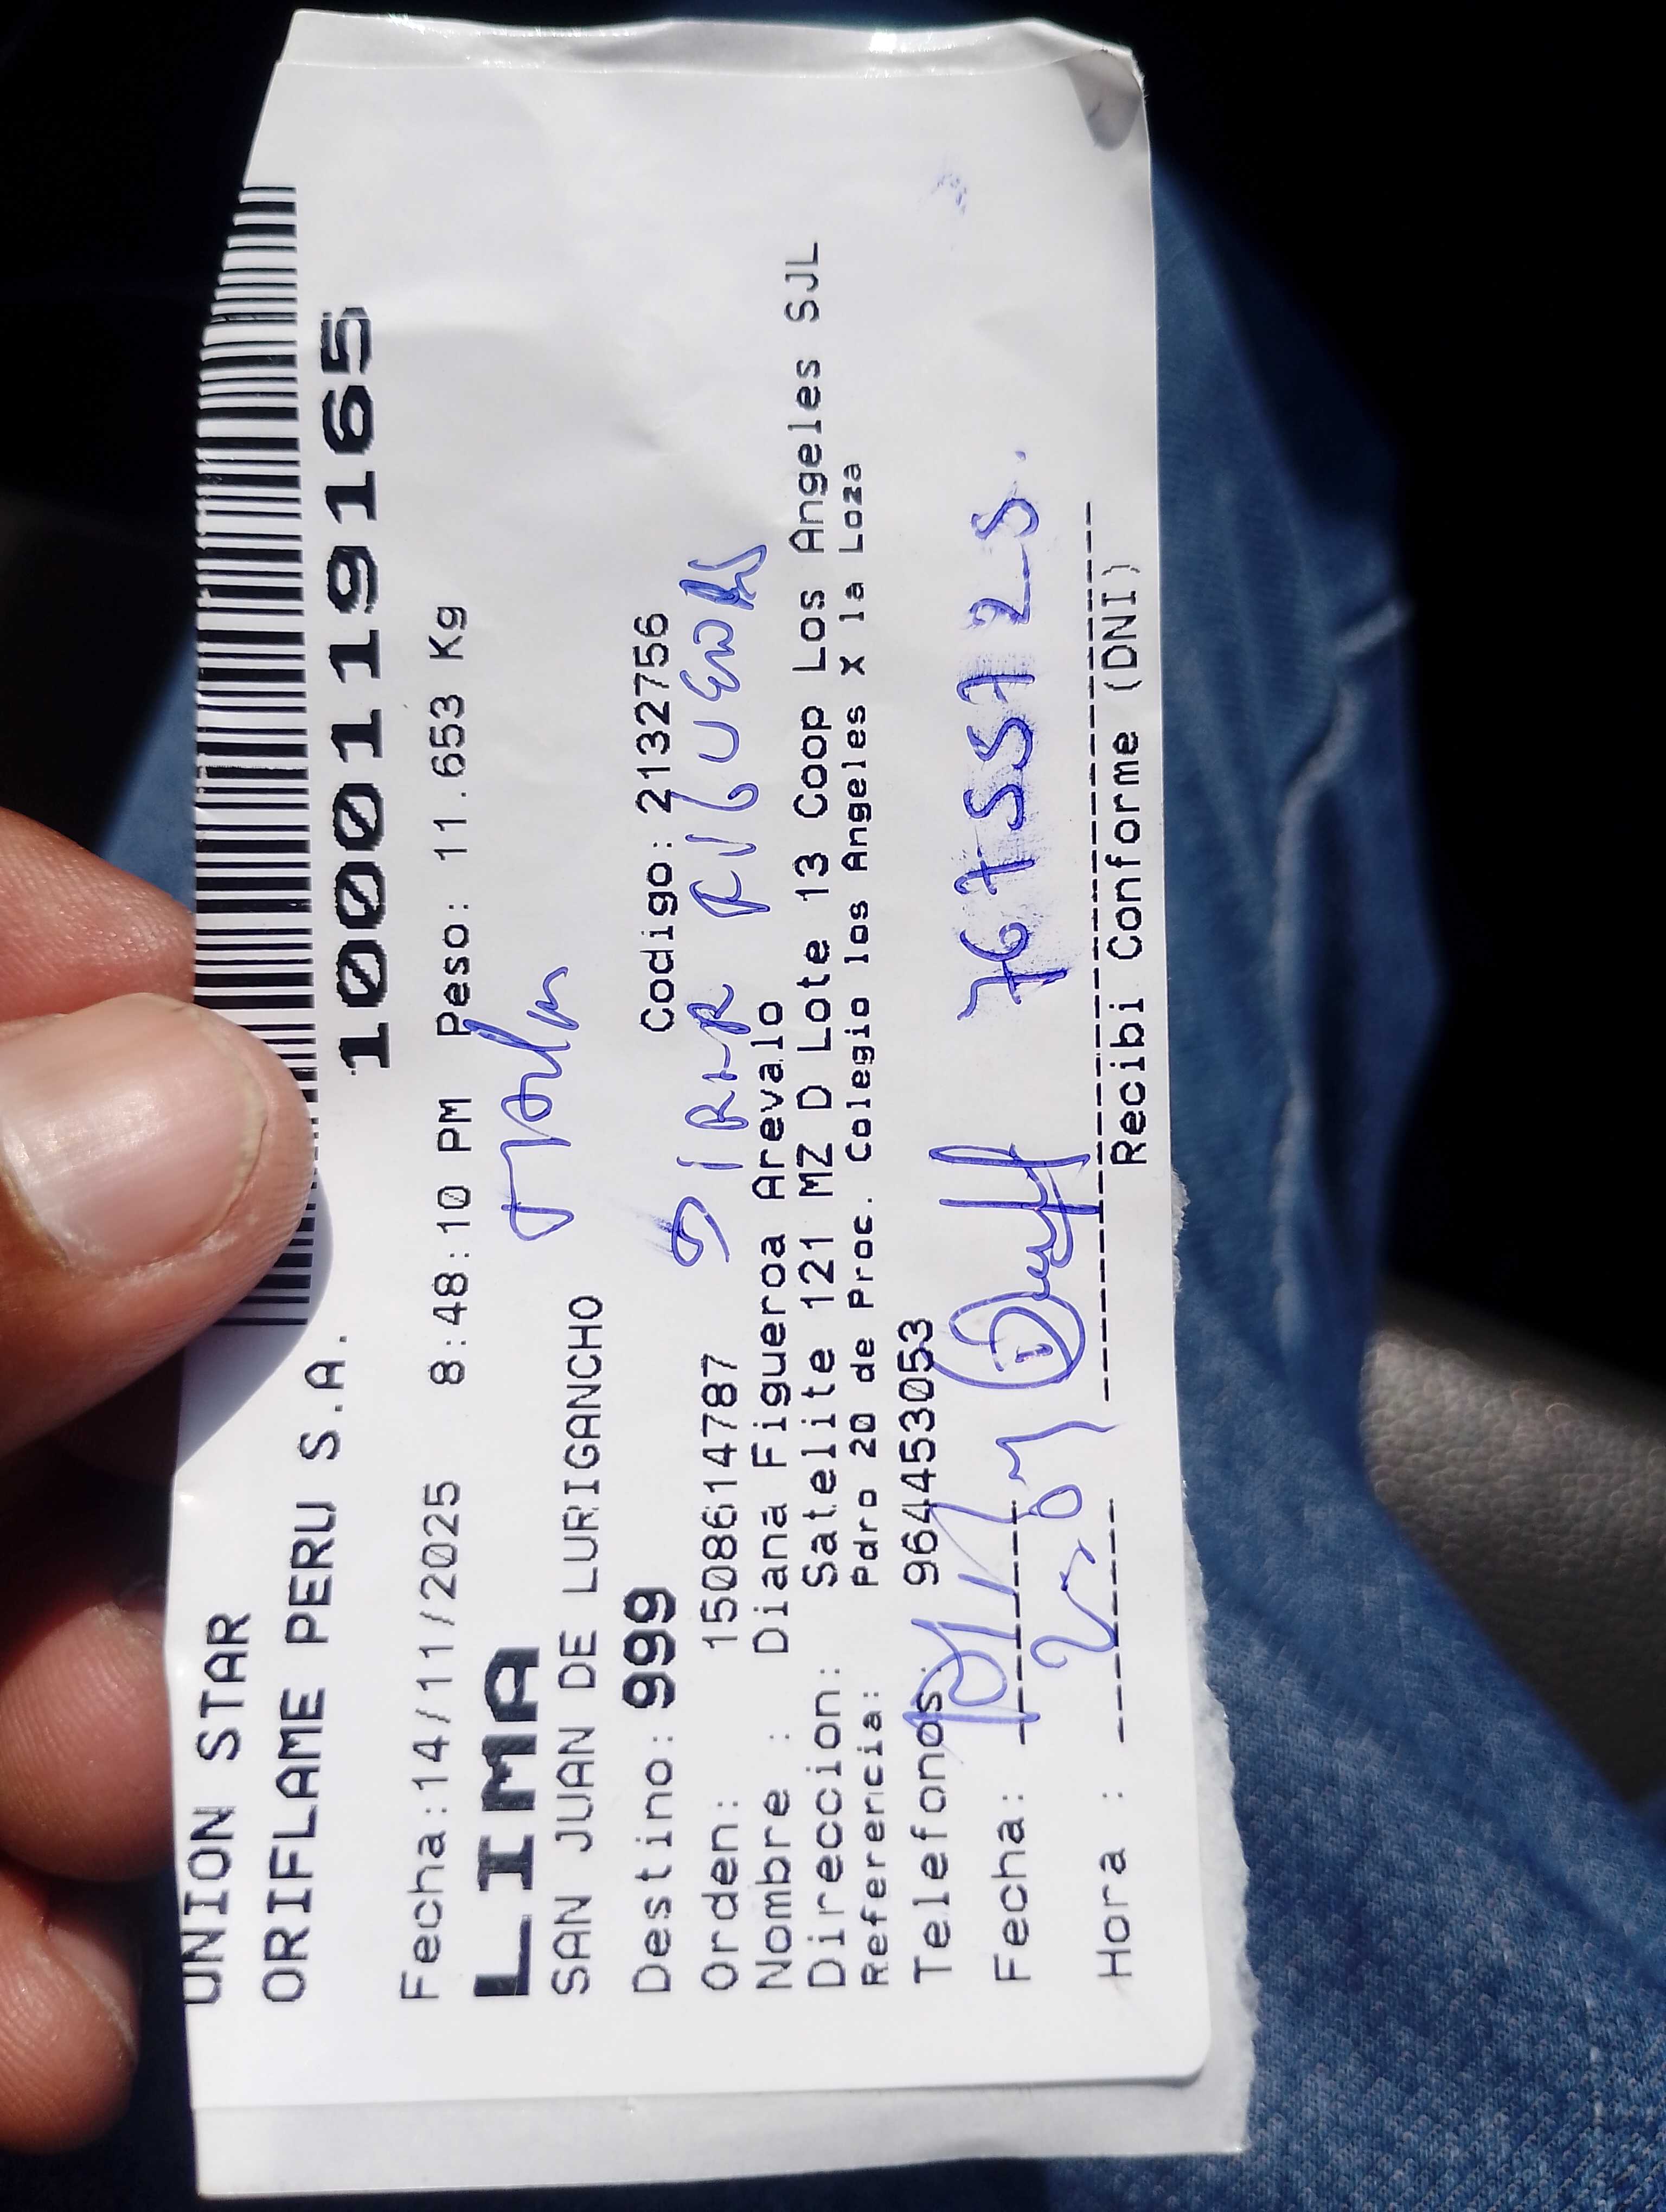 UNION STAR
ORIFLAME PERU S.A.
10001119165
Fecha:14/11/2025 8:48:10 PM Peso: 11.653 Kg
LIMA
SAN JUAN DE LURIGANCHO
Destino: 999 Codigo: 2132756
Orden: 1508614787
Nombre : Diana Figueroa Arevalo
Direccion: Satelite 121 MZ D Lote 13 Coop Los Angeles SJL
Referencia: Pdro 20 de Proc. Colegio los Angeles X la Loza
Telefonos: 964453053
Fecha:
Hora :
Recibi Conforme (DNI)